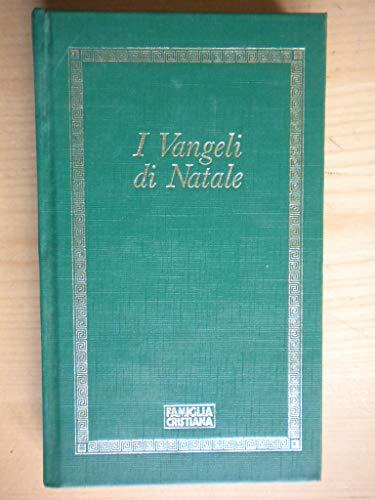 I Vangeli
di Natale
FAMIGLIA
CRISTIANA